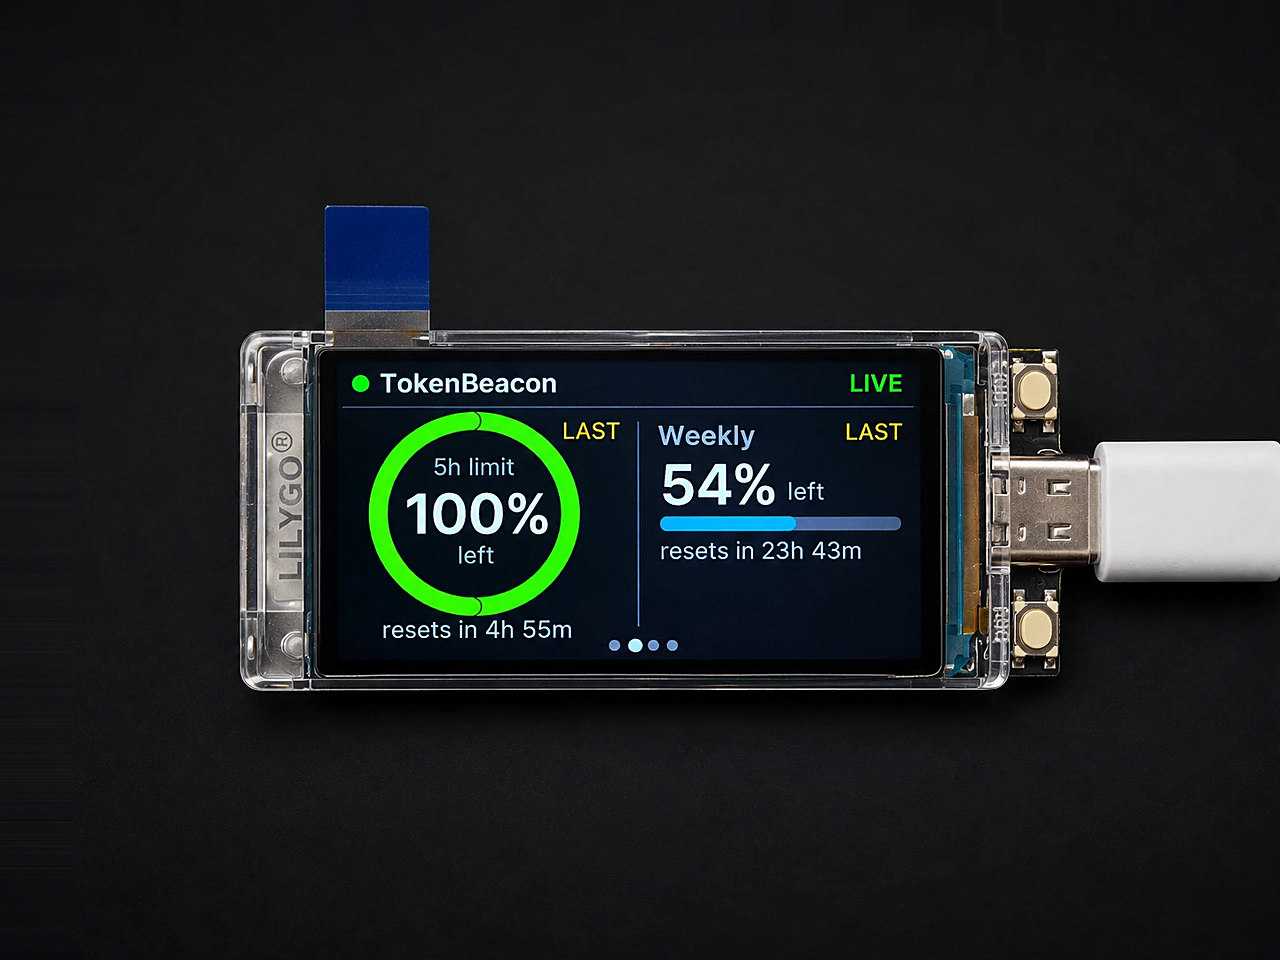 TokenBeacon
LIVE
LAST
5h limit
100%
left
resets in 4h 55m
Weekly
LAST
54% left
resets in 23h 43m
LILYGO®